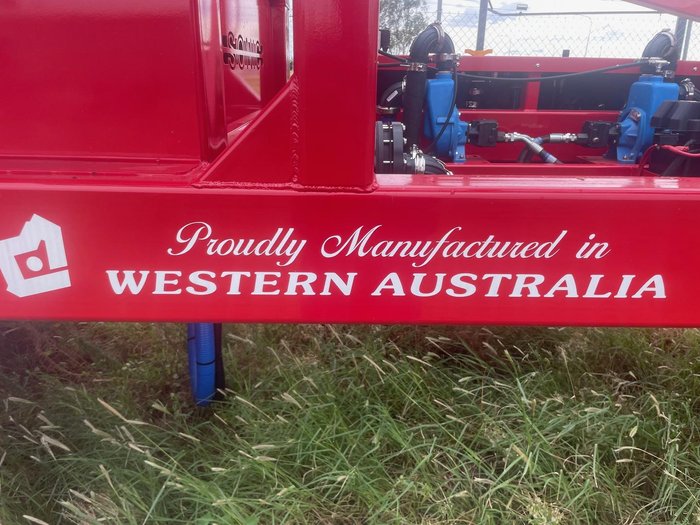 Proudly Manufactured in
WESTERN AUSTRALIA